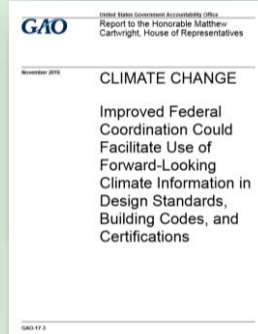 GAO
United States Government Accountability Office
Report to the Honorable Matthew
Cartwright, House of Representatives
November 2016
CLIMATE CHANGE
Improved Federal
Coordination Could
Facilitate Use of
Forward-Looking
Climate Information in
Design Standards,
Building Codes, and
Certifications
GAO-17-3